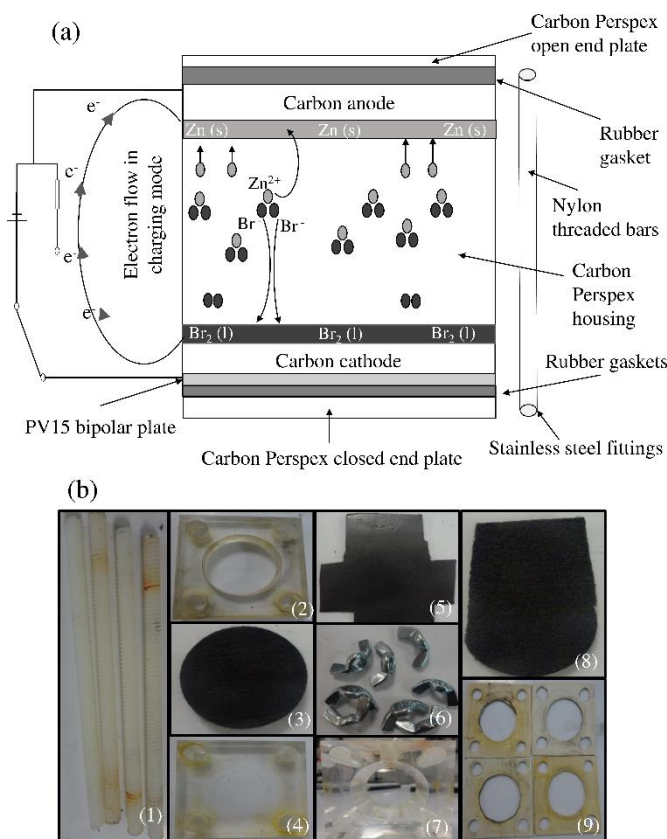 (a)
Carbon Perspex
open end plate
Carbon anode
Zn (s) Zn (s) Zn (s)
Rubber
gasket
e-
e-
e-
e-
Electron flow in
charging mode
Zn2+
Br- Br-
Nylon
threaded bars
Carbon
Perspex
housing
Br2 (l) Br2 (l) Br2 (l)
Carbon cathode
Rubber gaskets
PV15 bipolar plate
Carbon Perspex closed end plate
Stainless steel fittings
(b)
(1)
(2)
(3)
(4)
(5)
(6)
(7)
(8)
(9)